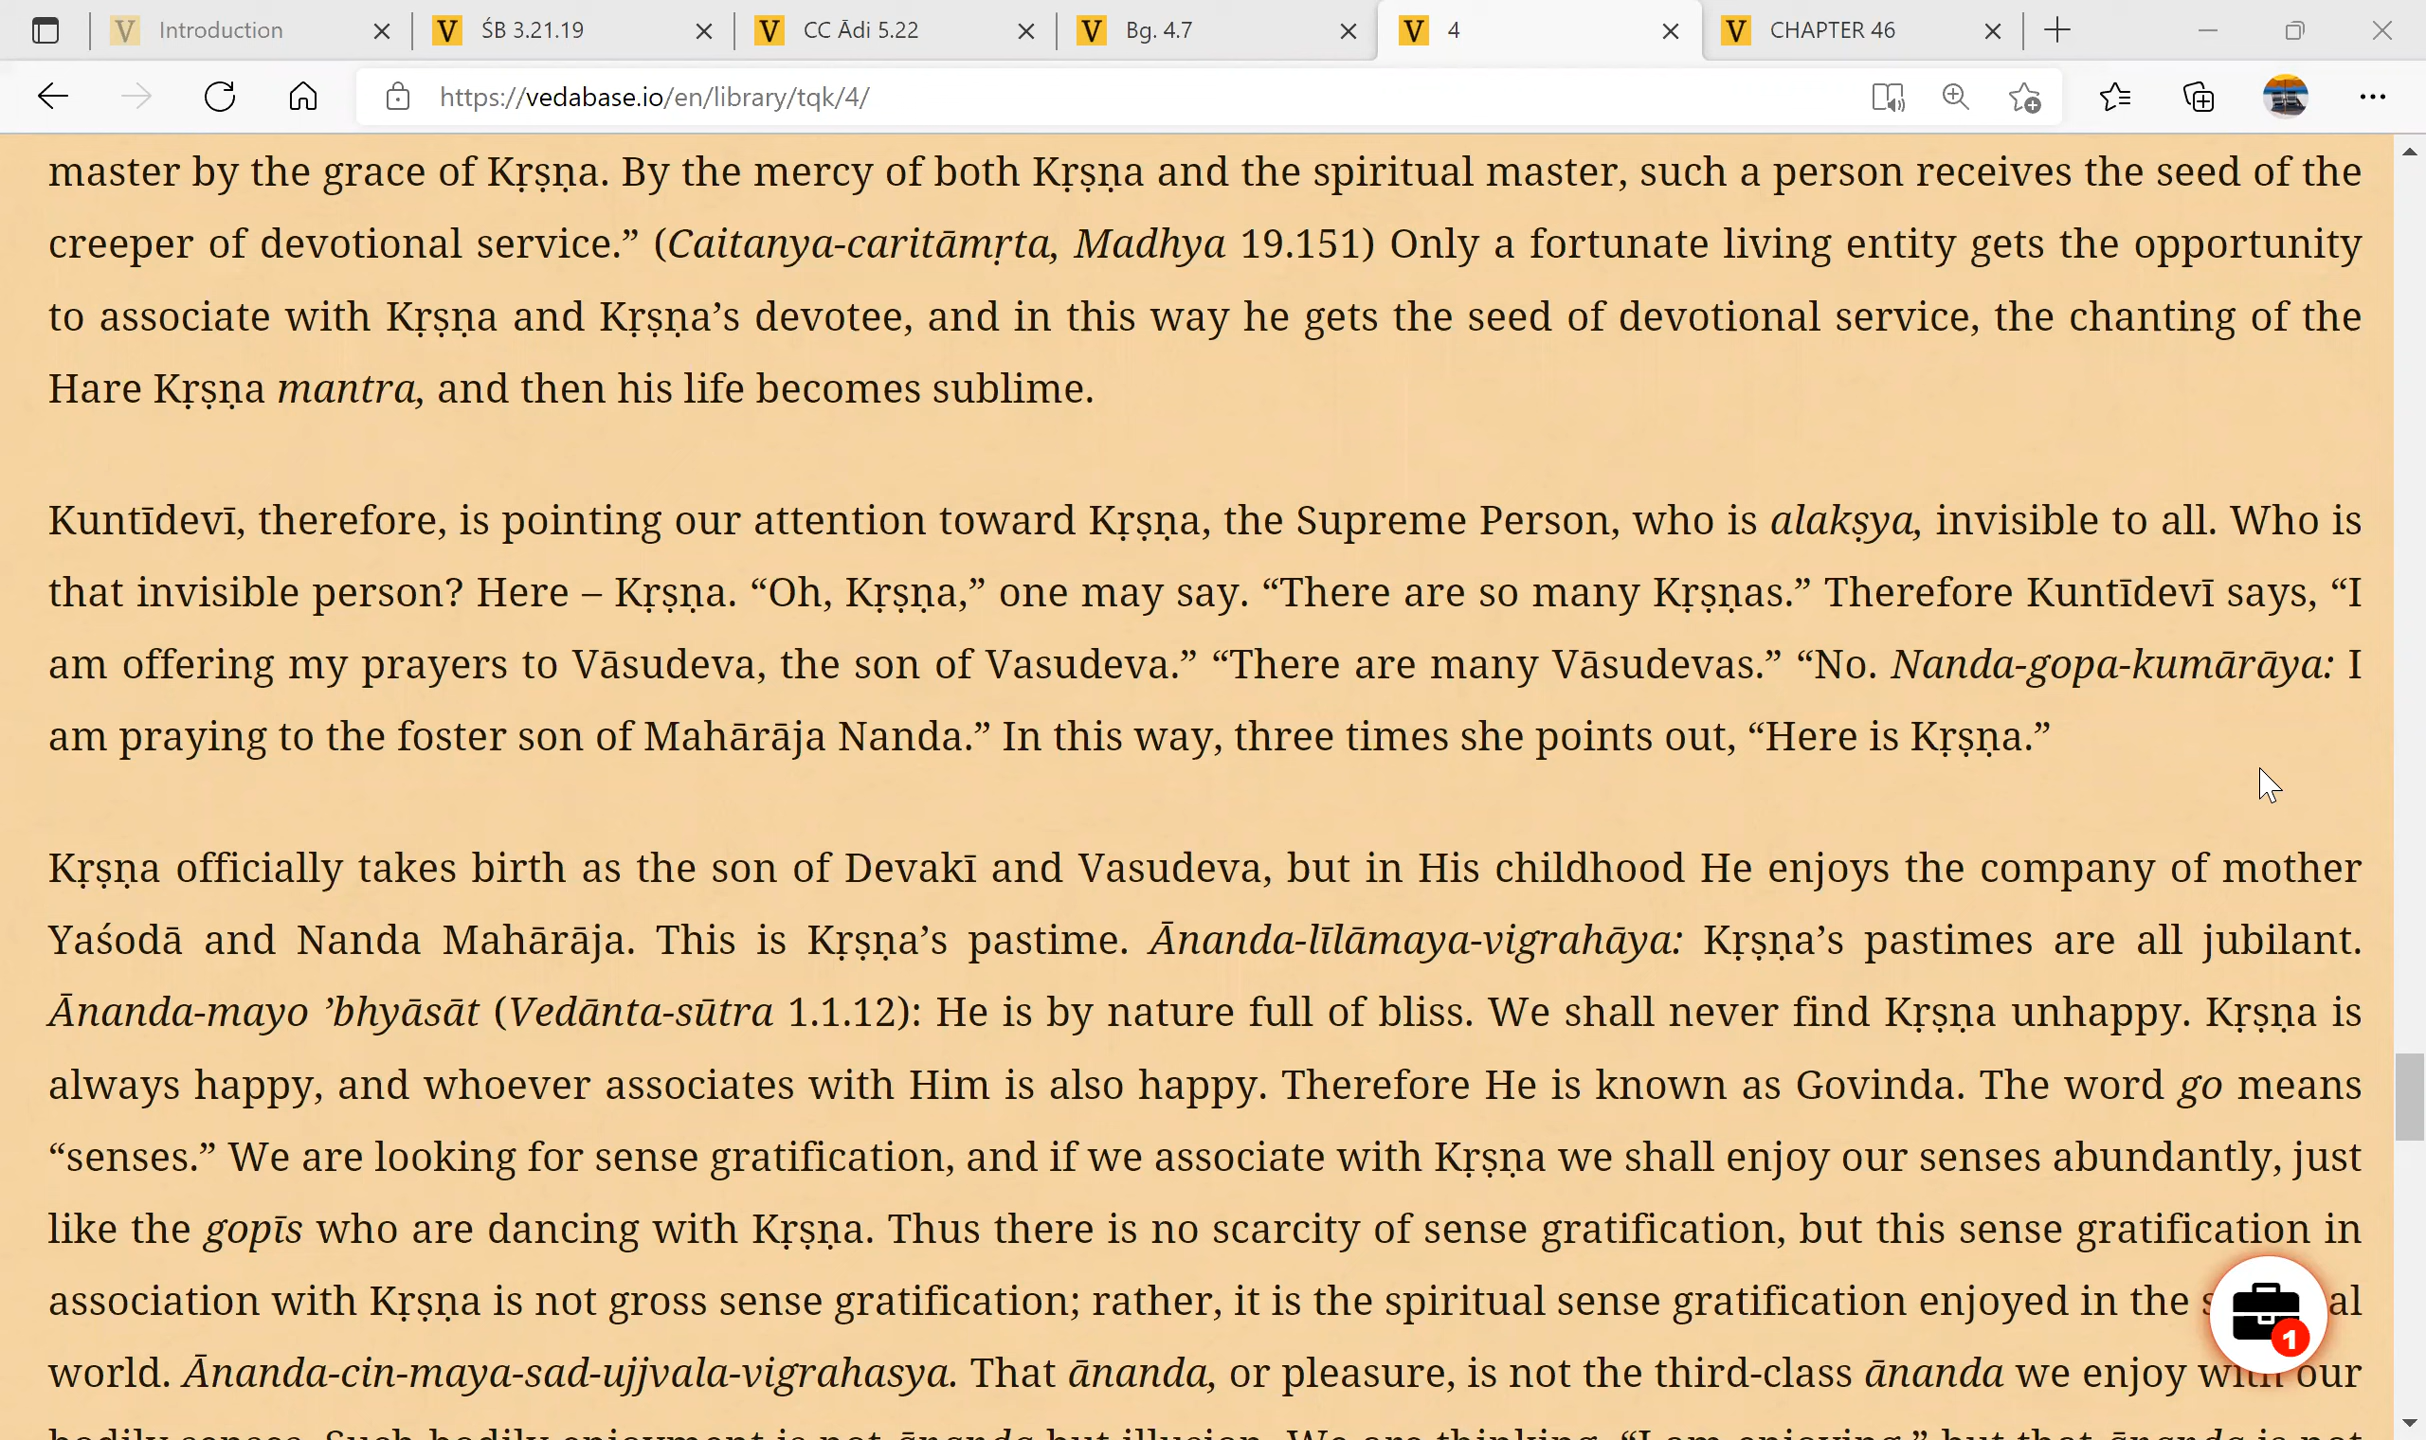 V Introduction V ŚB 3.21.19 V CC Ādi 5.22 V Bg. 4.7 V 4 V CHAPTER 46
https://vedabase.io/en/library/tqk/4/
master by the grace of Kṛṣṇa. By the mercy of both Kṛṣṇa and the spiritual master, such a person receives the seed of the
creeper of devotional service.” (Caitanya-caritāmṛta, Madhya 19.151) Only a fortunate living entity gets the opportunity
to associate with Kṛṣṇa and Kṛṣṇa’s devotee, and in this way he gets the seed of devotional service, the chanting of the
Hare Kṛṣṇa mantra, and then his life becomes sublime.
Kuntīdevī, therefore, is pointing our attention toward Kṛṣṇa, the Supreme Person, who is alakṣya, invisible to all. Who is
that invisible person? Here – Kṛṣṇa. “Oh, Kṛṣṇa,” one may say. “There are so many Kṛṣṇas.” Therefore Kuntīdevī says, “I
am offering my prayers to Vāsudeva, the son of Vasudeva.” “There are many Vāsudevas.” “No. Nanda-gopa-kumārāya: I
am praying to the foster son of Mahārāja Nanda.” In this way, three times she points out, “Here is Kṛṣṇa.”
Kṛṣṇa officially takes birth as the son of Devakī and Vasudeva, but in His childhood He enjoys the company of mother
Yaśodā and Nanda Mahārāja. This is Kṛṣṇa’s pastime. Ānanda-līlāmaya-vigrahāya: Kṛṣṇa’s pastimes are all jubilant.
Ānanda-mayo ’bhyāsāt (Vedānta-sūtra 1.1.12): He is by nature full of bliss. We shall never find Kṛṣṇa unhappy. Kṛṣṇa is
always happy, and whoever associates with Him is also happy. Therefore He is known as Govinda. The word go means
“senses.” We are looking for sense gratification, and if we associate with Kṛṣṇa we shall enjoy our senses abundantly, just
like the gopīs who are dancing with Kṛṣṇa. Thus there is no scarcity of sense gratification, but this sense gratification in
association with Kṛṣṇa is not gross sense gratification; rather, it is the spiritual sense gratification enjoyed in the
world. Ānanda-cin-maya-sad-ujjvala-vigrahasya. That ānanda, or pleasure, is not the third-class ānanda we enjoy with our
1